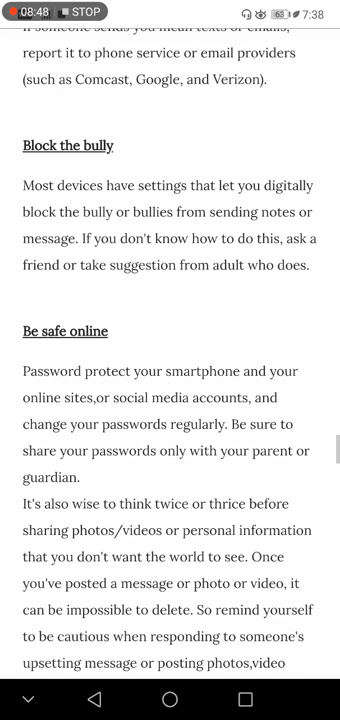 08:48 STOP 63 7:38
report it to phone service or email providers
(such as Comcast, Google, and Verizon).
Block the bully
Most devices have settings that let you digitally
block the bully or bullies from sending notes or
message. If you don't know how to do this, ask a
friend or take suggestion from adult who does.
Be safe online
Password protect your smartphone and your
online sites,or social media accounts, and
change your passwords regularly. Be sure to
share your passwords only with your parent or
guardian.
It's also wise to think twice or thrice before
sharing photos/videos or personal information
that you don't want the world to see. Once
you've posted a message or photo or video, it
can be impossible to delete. So remind yourself
to be cautious when responding to someone's
upsetting message or posting photos,video